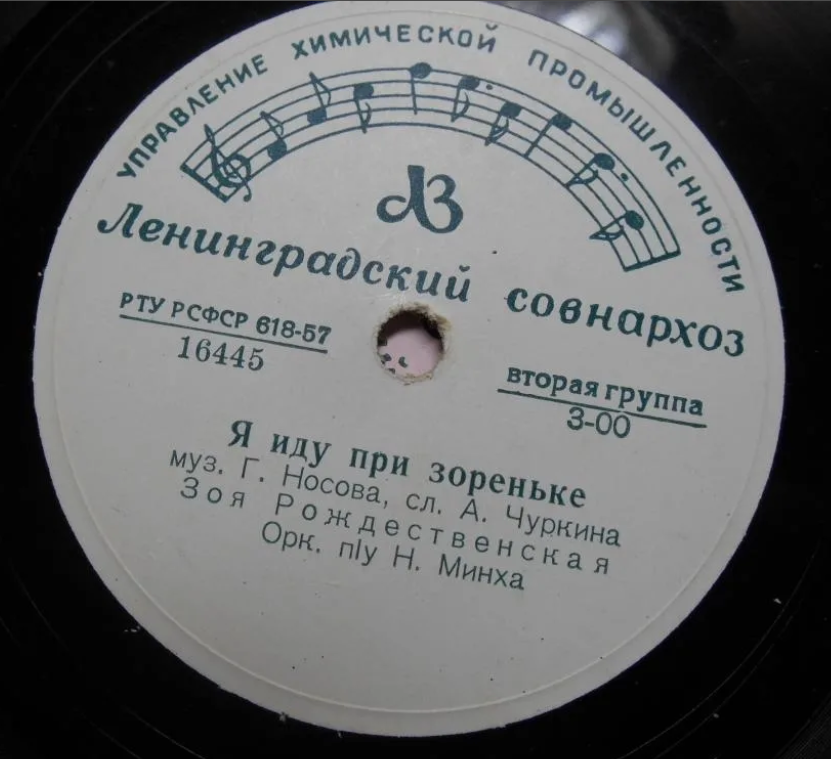 УПРАВЛЕНИЕ ХИМИЧЕСКОЙ ПРОМЫШЛЕННОСТИ
ЛЗ
Ленинградский совнархоз
РТУ РСФСР 618-57
16445
вторая группа
3-00
Я иду при зореньке
муз. Г. Носова, сл. А. Чуркина
Зоя Рождественская
Орк. п/у Н. Минха